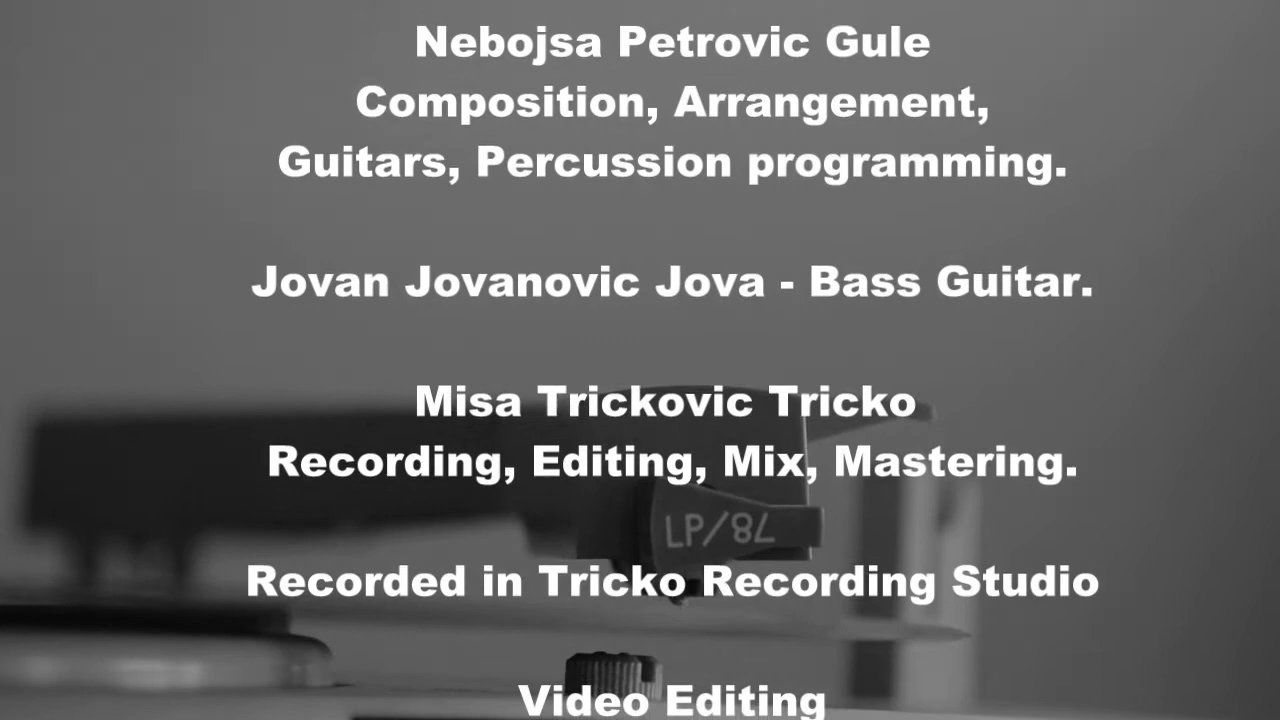 Nebojsa Petrovic Gule
Composition, Arrangement,
Guitars, Percussion programming.
Jovan Jovanovic Jova - Bass Guitar.
Misa Trickovic Tricko
Recording, Editing, Mix, Mastering.
LP/78
Recorded in Tricko Recording Studio
Video Editing